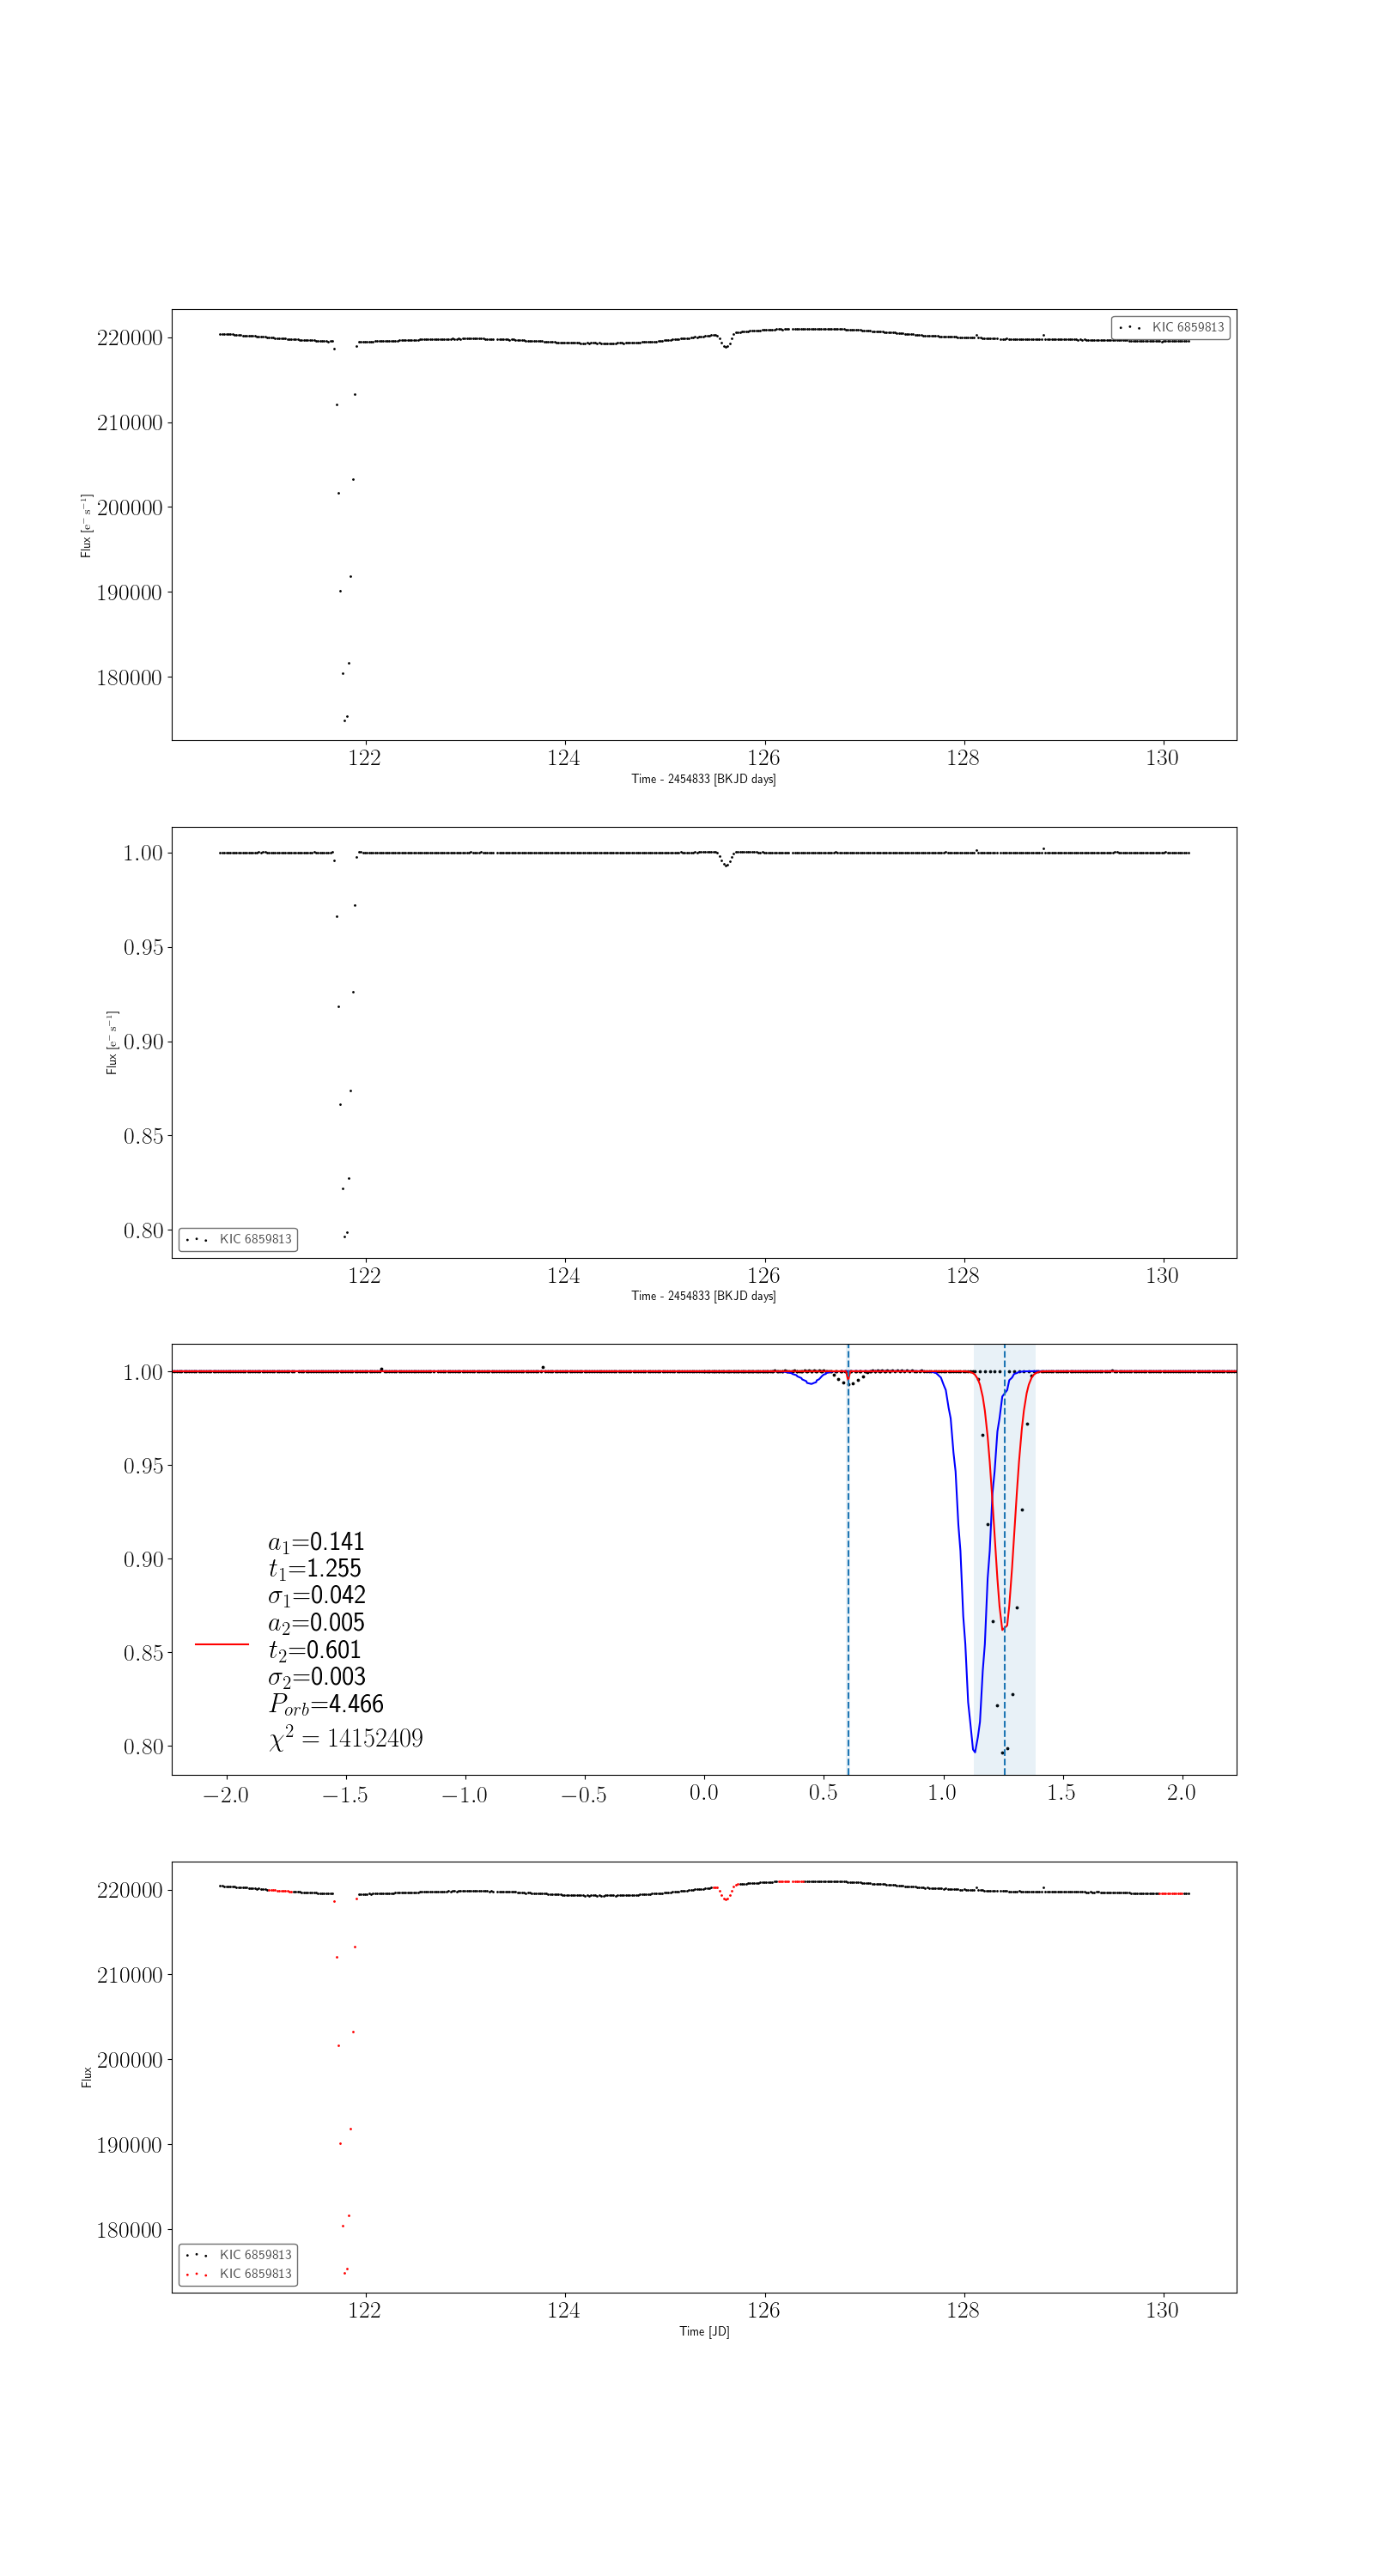 220000
210000
200000
190000
180000
Flux [e⁻ s⁻¹]
KIC 6859813
122 124 126 128 130
Time - 2454833 [BKJD days]
1.00
0.95
0.90
0.85
0.80
Flux [e⁻ s⁻¹]
KIC 6859813
122 124 126 128 130
Time - 2454833 [BKJD days]
1.00
0.95
0.90
0.85
0.80
a₁=0.141
t₁=1.255
σ₁=0.042
a₂=0.005
t₂=0.601
σ₂=0.003
P_orb=4.466
χ² = 14152409
−2.0 −1.5 −1.0 −0.5 0.0 0.5 1.0 1.5 2.0
220000
210000
200000
190000
180000
Flux
KIC 6859813
KIC 6859813
122 124 126 128 130
Time [JD]